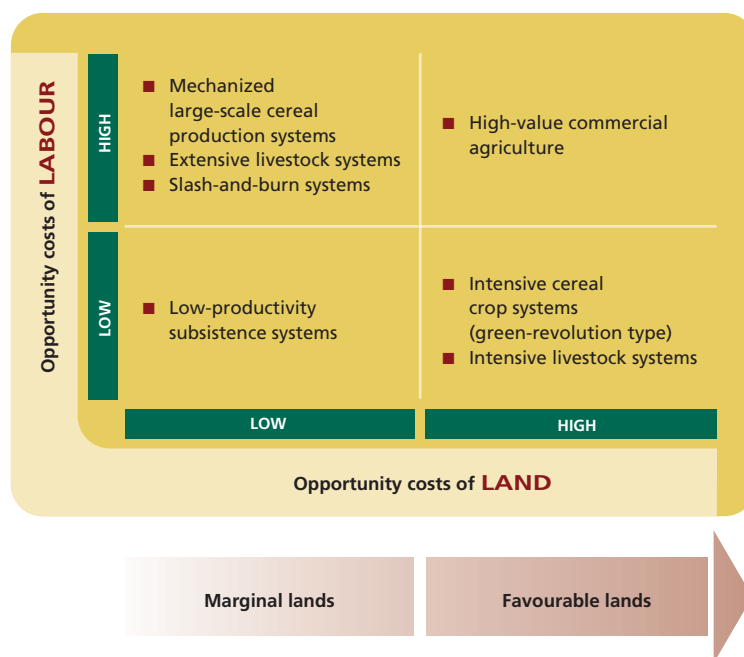 Opportunity costs of LABOUR
HIGH
■ Mechanized
large-scale cereal
production systems
■ Extensive livestock systems
■ Slash-and-burn systems
■ High-value commercial
agriculture
LOW
■ Low-productivity
subsistence systems
■ Intensive cereal
crop systems
(green-revolution type)
■ Intensive livestock systems
LOW
HIGH
Opportunity costs of LAND
Marginal lands
Favourable lands